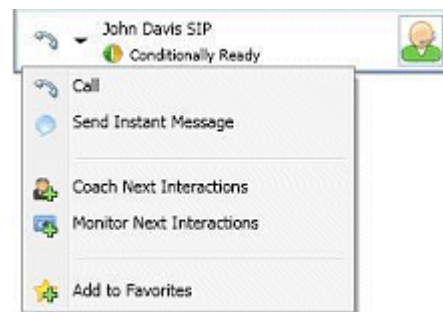 John Davis SIP
Conditionally Ready
Call
Send Instant Message
Coach Next Interactions
Monitor Next Interactions
Add to Favorites